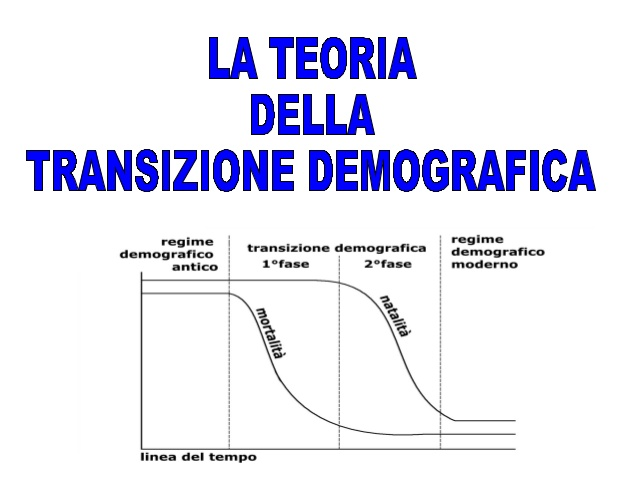 LA TEORIA
DELLA
TRANSIZIONE DEMOGRAFICA
regime
demografico
antico
transizione demografica
1°fase
2°fase
regime
demografico
moderno
mortalità
natalità
linea del tempo